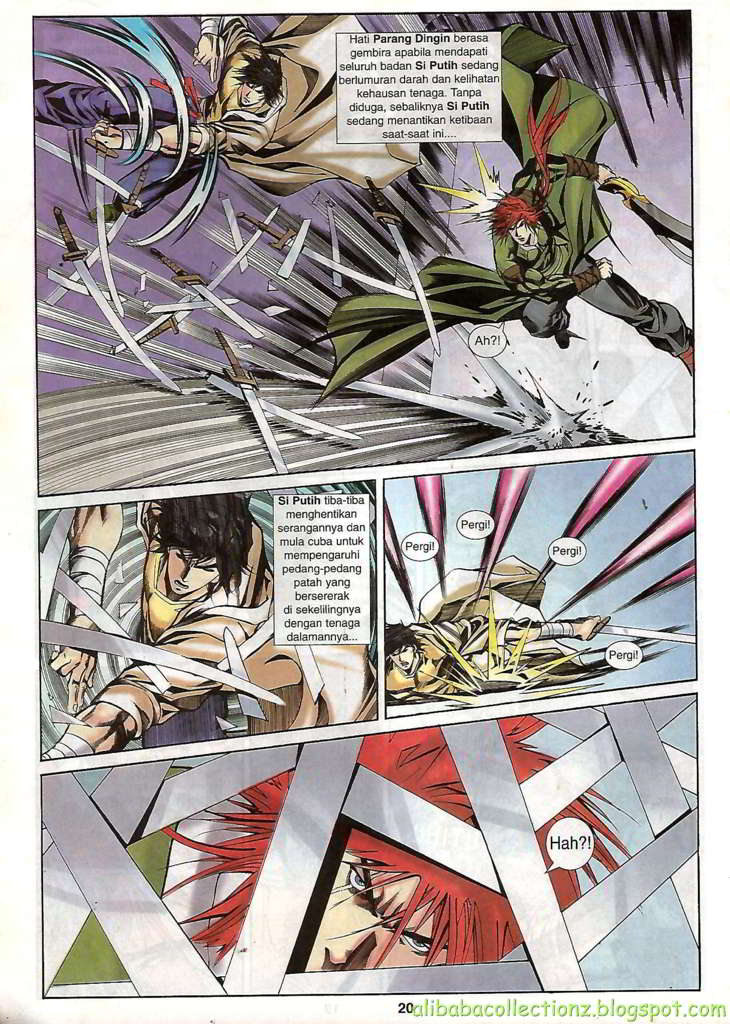 Hati Parang Dingin berasa
gembira apabila mendapati
seluruh badan Si Putih sedang
berlumuran darah dan kelihatan
kehausan tenaga. Tanpa
diduga, sebaliknya Si Putih
sedang menantikan ketibaan
saat-saat ini....
Ah?!
Si Putih tiba-tiba
menghentikan
serangannya dan
mula cuba untuk
mempengaruhi
pedang-pedang
patah yang
bersererak
di sekelilingnya
dengan tenaga
dalamannya...
Pergi!
Pergi!
Pergi!
Pergi!
Hah?!
20
alibabacollectionz.blogspot.com